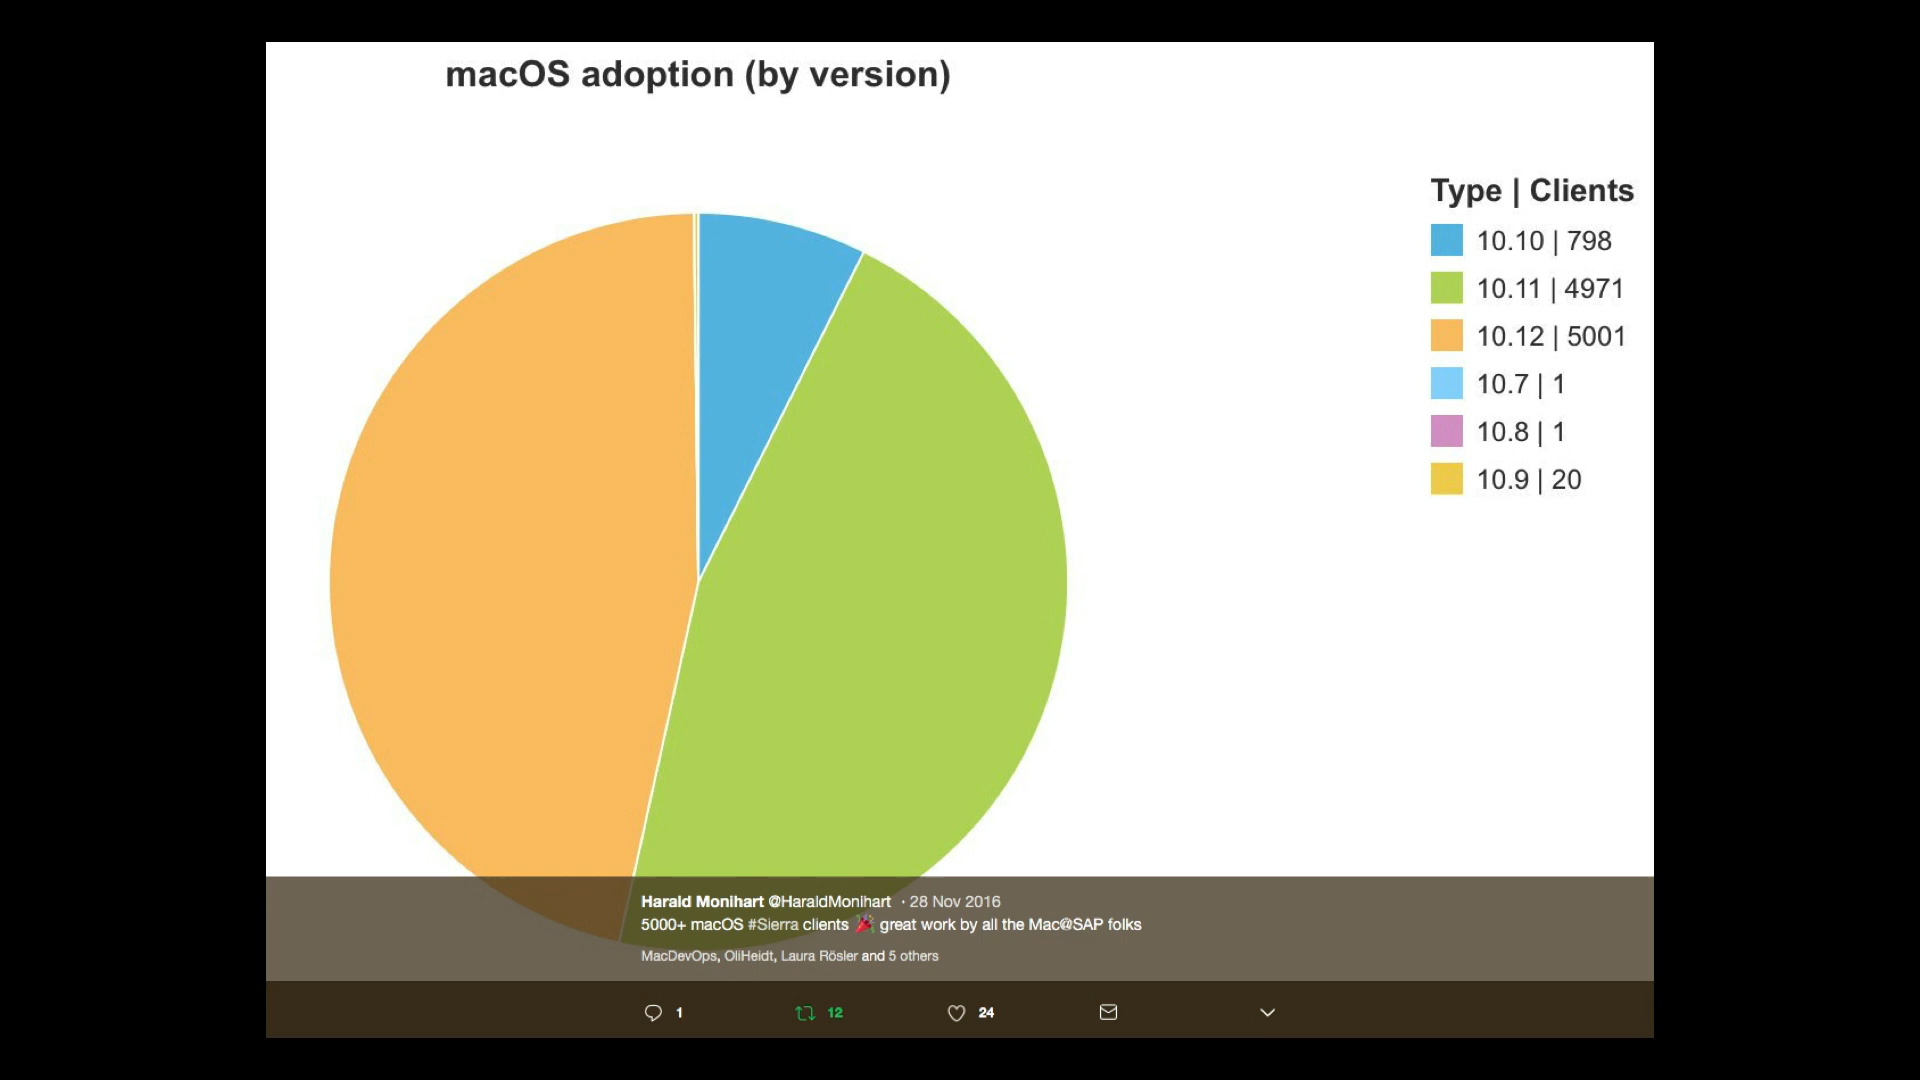 macOS adoption (by version)
Type | Clients
10.10 | 798
10.11 | 4971
10.12 | 5001
10.7 | 1
10.8 | 1
10.9 | 20
Harald Monihart @HaraldMonihart · 28 Nov 2016
5000+ macOS #Sierra clients 🎉 great work by all the Mac@SAP folks
MacDevOps, OliHeidt, Laura Rösler and 5 others
1 12 24